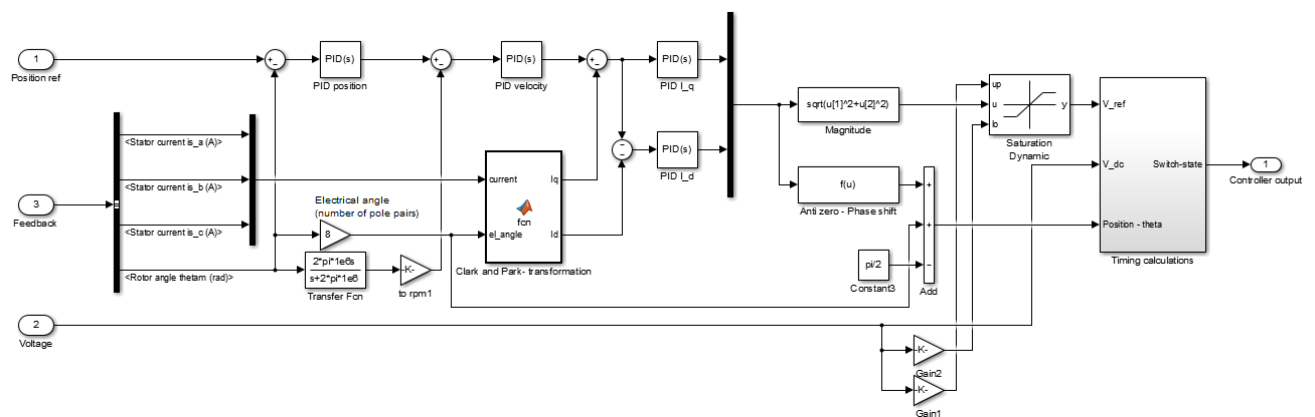 1
Position ref
+
PID(s)
PID position
+
PID(s)
PID velocity
+
PID(s)
PID I_q
PID(s)
PID I_d
sqrt(u[1]^2+u[2]^2)
Magnitude
up
u
lo
y
Saturation
Dynamic
V_ref
V_dc
Position - theta
Switch-state
Timing calculations
1
Controller output
<Stator current is_a (A)>
<Stator current is_b (A)>
<Stator current is_c (A)>
<Rotor angle thetam (rad)>
3
Feedback
Electrical angle
(number of pole pairs)
8
current
el_angle
fcn
Iq
Id
Clark and Park- transformation
f(u)
Anti zero - Phase shift
2*pi*1e6s
s+2*pi*1e6
Transfer Fcn
-K-
to rpm1
pi/2
Constant3
+
+
−
Add
2
Voltage
-K-
Gain2
-K-
Gain1